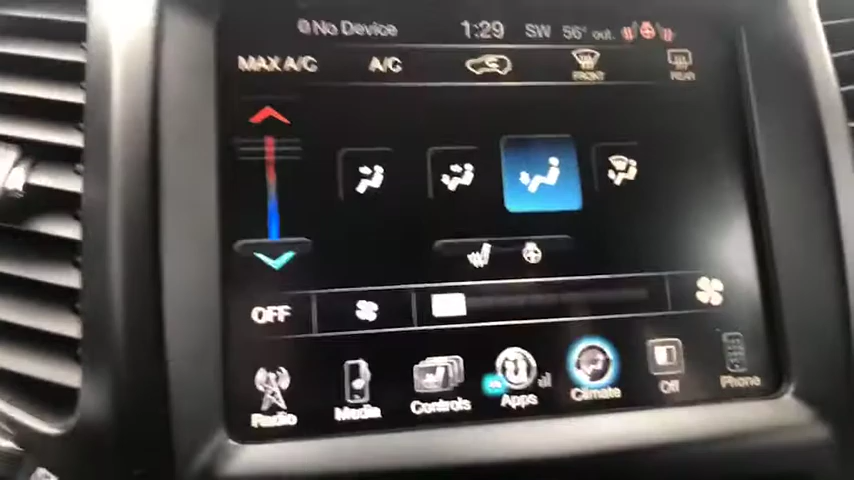 No Device 1:29 SW 56° out.
MAX A/C A/C FRONT REAR
OFF
Radio Media Controls Apps Climate Off Phone